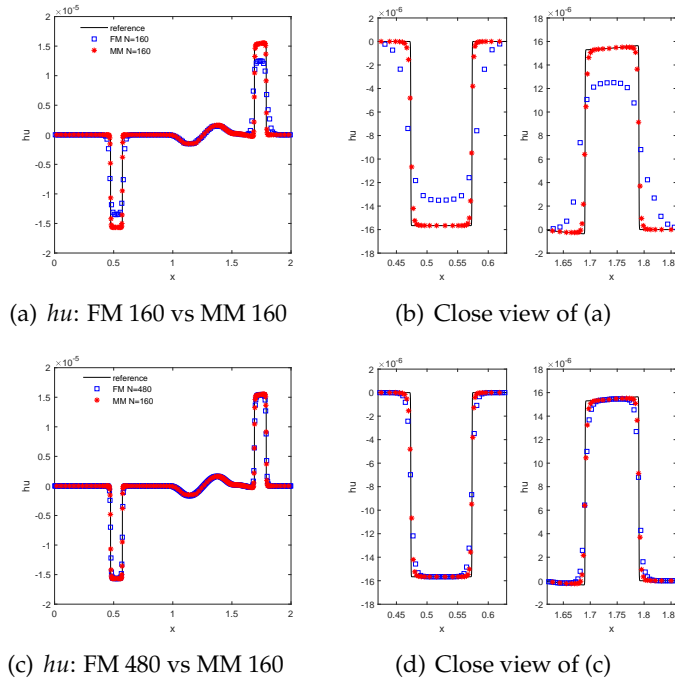 ×10⁻⁵
reference
FM N=160
MM N=160
hu
2
1.5
1
0.5
0
-0.5
-1
-1.5
-2
0 0.5 1 1.5 2
x
×10⁻⁶
hu
2
0
-2
-4
-6
-8
-10
-12
-14
-16
-18
0.45 0.5 0.55 0.6
x
×10⁻⁶
hu
18
16
14
12
10
8
6
4
2
0
-2
1.65 1.7 1.75 1.8 1.8
x
(a) hu: FM 160 vs MM 160
(b) Close view of (a)
×10⁻⁵
reference
FM N=480
MM N=160
hu
2
1.5
1
0.5
0
-0.5
-1
-1.5
-2
0 0.5 1 1.5 2
x
×10⁻⁶
hu
2
0
-2
-4
-6
-8
-10
-12
-14
-16
-18
0.45 0.5 0.55 0.6
x
×10⁻⁶
hu
18
16
14
12
10
8
6
4
2
0
-2
1.65 1.7 1.75 1.8 1.8
x
(c) hu: FM 480 vs MM 160
(d) Close view of (c)